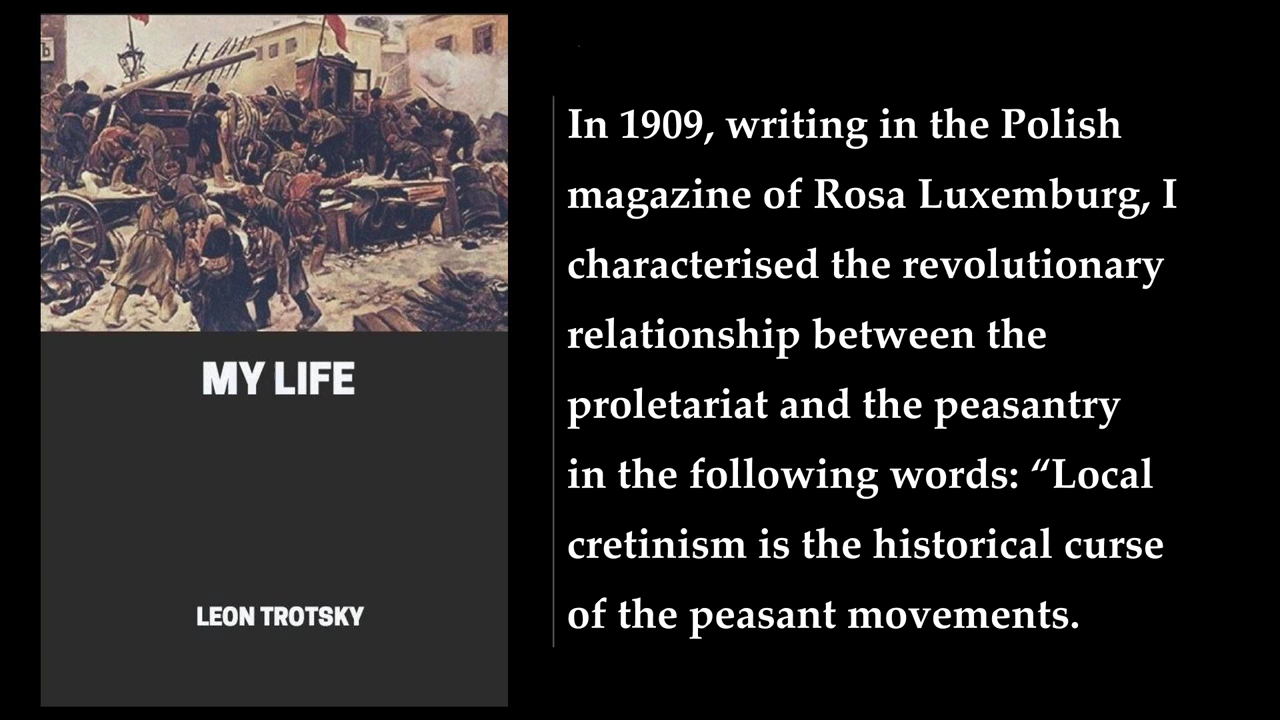 MY LIFE
LEON TROTSKY
In 1909, writing in the Polish
magazine of Rosa Luxemburg, I
characterised the revolutionary
relationship between the
proletariat and the peasantry
in the following words: “Local
cretinism is the historical curse
of the peasant movements.